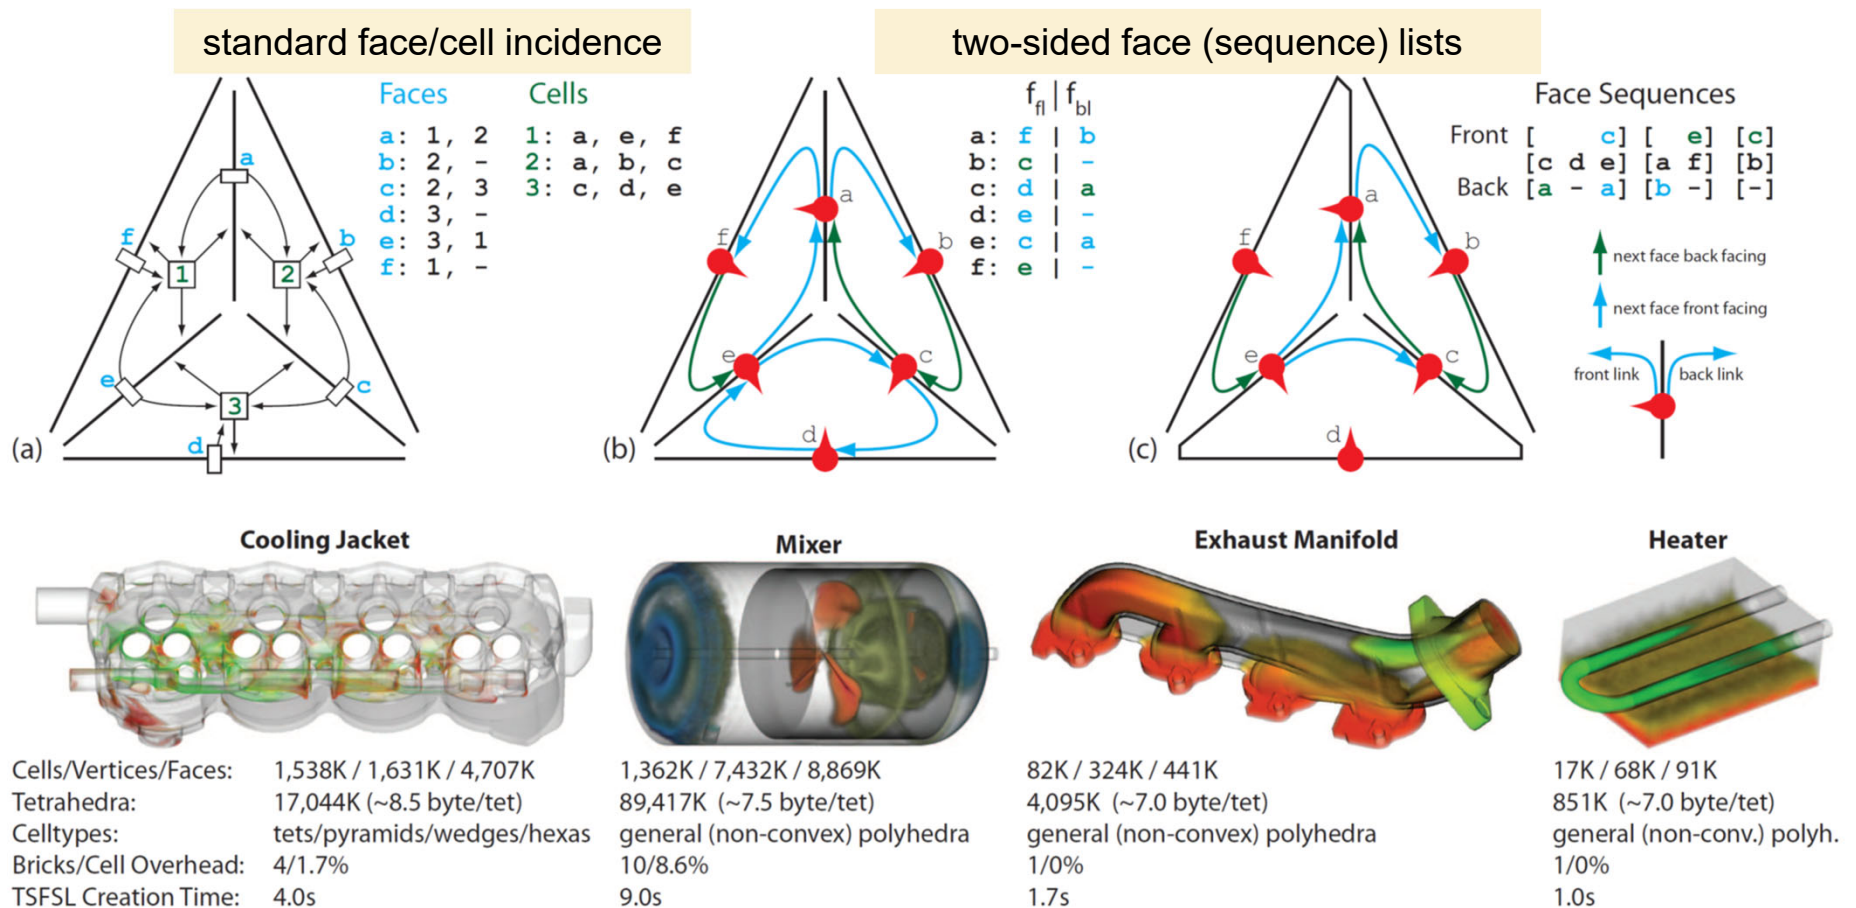 standard face/cell incidence
two-sided face (sequence) lists
Faces Cells
a: 1, 2 1: a, e, f
b: 2, - 2: a, b, c
c: 2, 3 3: c, d, e
d: 3, -
e: 3, 1
f: 1, -
a
f
b
1
2
e
c
3
d
(a)
f_fl | f_bl
a: f | b
b: c | -
c: d | a
d: e | -
e: c | a
f: e | -
a
f
b
e
c
d
(b)
a
f
b
e
c
d
(c)
Face Sequences
Front [ c] [ e] [c]
[c d e] [a f] [b]
Back [a - a] [b -] [-]
next face back facing
next face front facing
front link
back link
Cooling Jacket
Mixer
Exhaust Manifold
Heater
Cells/Vertices/Faces: 1,538K / 1,631K / 4,707K 1,362K / 7,432K / 8,869K 82K / 324K / 441K 17K / 68K / 91K
Tetrahedra: 17,044K (~8.5 byte/tet) 89,417K (~7.5 byte/tet) 4,095K (~7.0 byte/tet) 851K (~7.0 byte/tet)
Celltypes: tets/pyramids/wedges/hexas general (non-convex) polyhedra general (non-convex) polyhedra general (non-conv.) polyh.
Bricks/Cell Overhead: 4/1.7% 10/8.6% 1/0% 1/0%
TSFSL Creation Time: 4.0s 9.0s 1.7s 1.0s